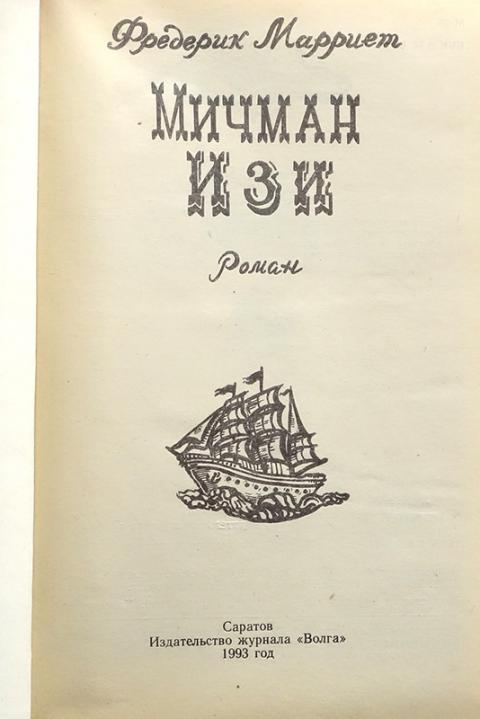 Фредерик Марриет
Мичман
Изи
Роман
Саратов
Издательство журнала «Волга»
1993 год